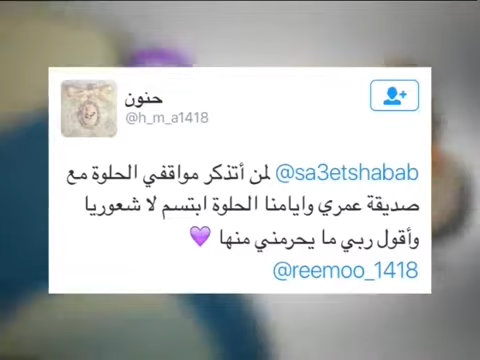 حنون
@h_m_a1418
@sa3etshabab لمن أتذكر مواقفي الحلوة مع
صديقة عمري وايامنا الحلوة ابتسم لا شعوريا
وأقول ربي ما يحرمني منها 💜
@reemoo_1418